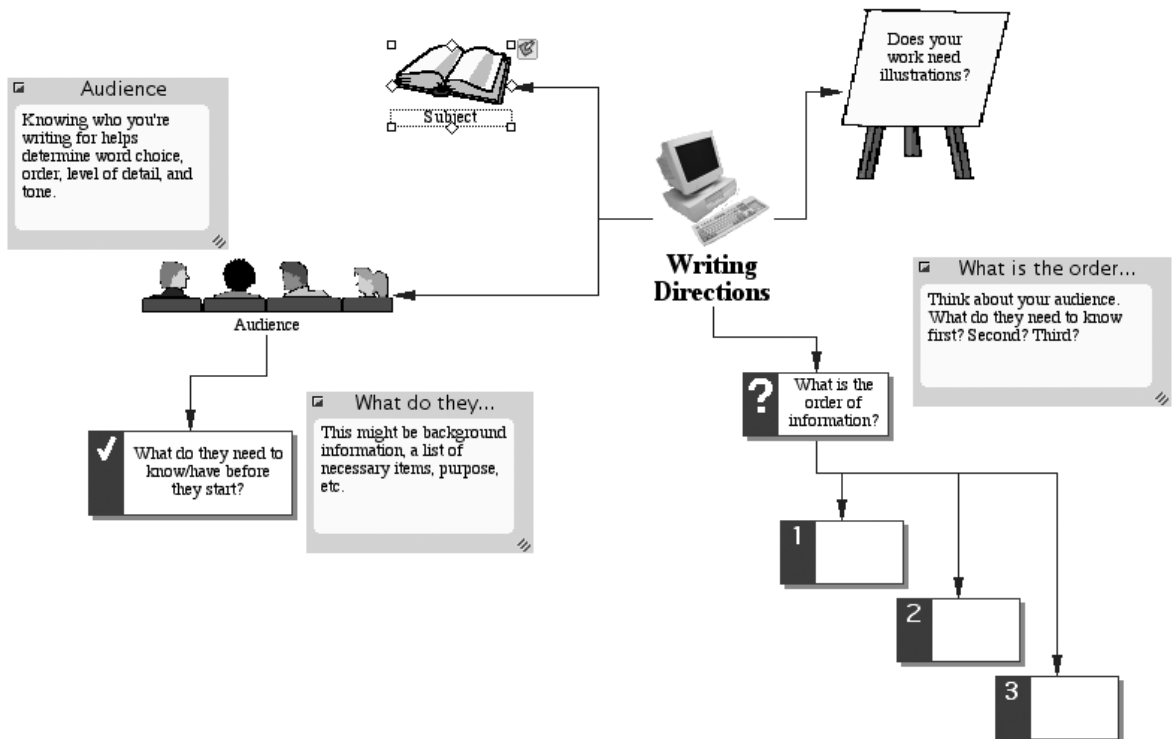 Does your
work need
illustrations?
Subject
Audience
Knowing who you're
writing for helps
determine word choice,
order, level of detail, and
tone.
Writing
Directions
Audience
What is the order...
Think about your audience.
What do they need to know
first? Second? Third?
?
What is the
order of
information?
What do they need to
know/have before
they start?
What do they...
This might be background
information, a list of
necessary items, purpose,
etc.
1
2
3